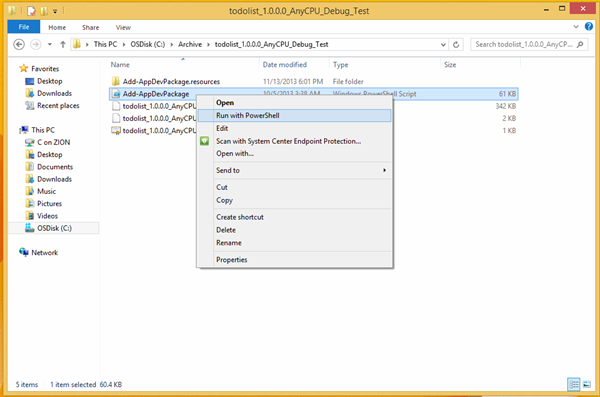 todolist_1.0.0.0_AnyCPU_Debug_Test
File Home Share View
This PC OSDisk (C:) Archive todolist_1.0.0.0_AnyCPU_Debug_Test
Search todolist_1.0.0.0_AnyCP...
Name Date modified Type Size
Favorites
Desktop
Downloads
Recent places
This PC
C on ZION
Desktop
Documents
Downloads
Music
Pictures
Videos
OSDisk (C:)
Network
Add-AppDevPackage.resources 11/13/2013 6:01 PM File folder
Add-AppDevPackage 10/5/2013 3:38 AM Windows PowerShell Script 61 KB
todolist_1.0.0.0_AnyCPU 342 KB
todolist_1.0.0.0_AnyCPU 2 KB
todolist_1.0.0.0_AnyCPU 1 KB
Open
Run with PowerShell
Edit
Scan with System Center Endpoint Protection...
Open with...
Send to
Cut
Copy
Create shortcut
Delete
Rename
Properties
5 items 1 item selected 60.4 KB